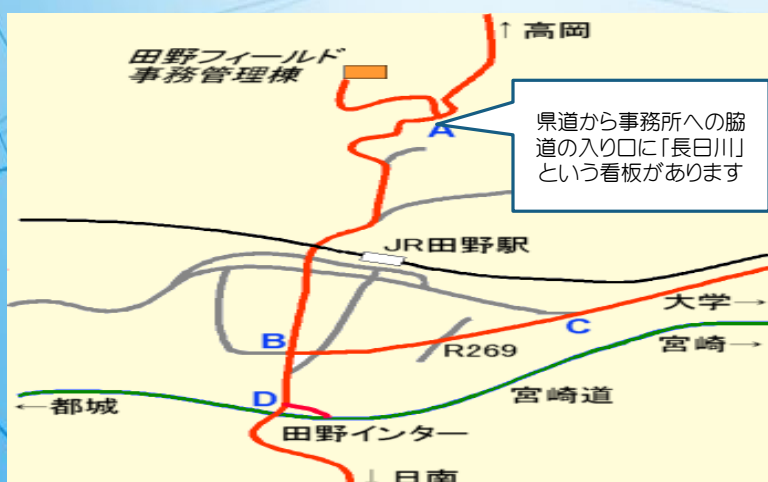 ↑高岡
田野フィールド
事務管理棟
A
県道から事務所への脇
道の入り口に「長日川」
という看板があります
JR田野駅
大学→
C
B
R269
宮崎→
D
宮崎道
←都城
田野インター
↓日南